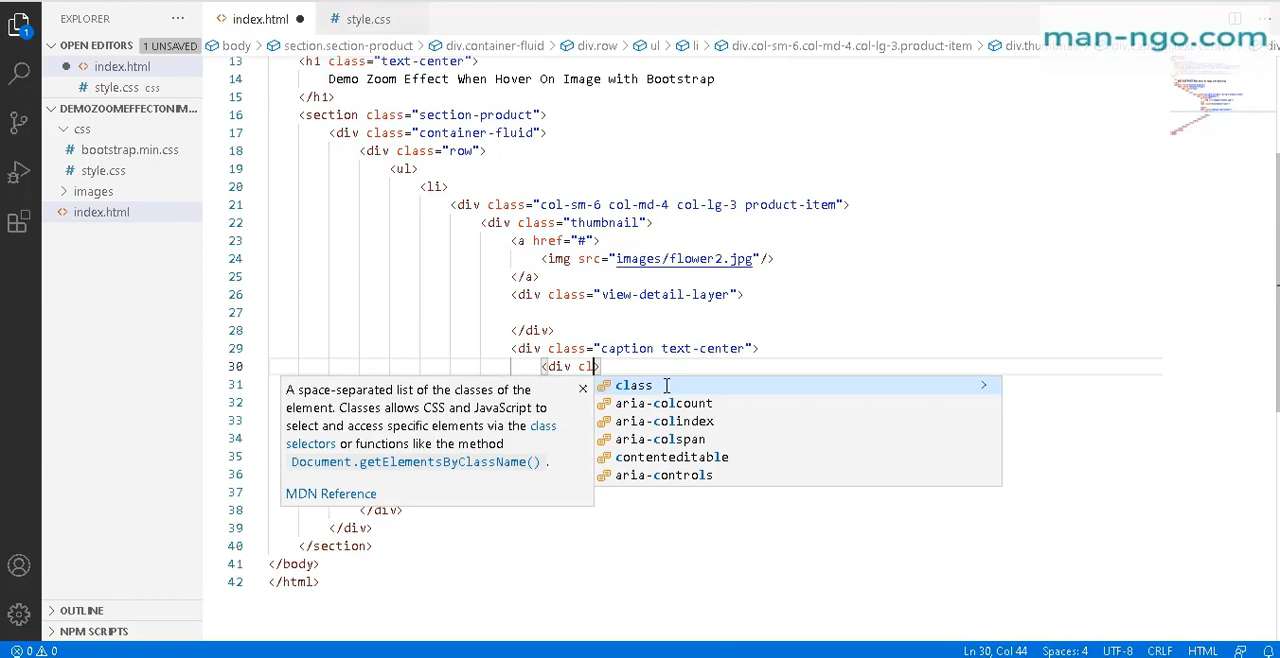 EXPLORER
OPEN EDITORS 1 UNSAVED
index.html
style.css css
DEMOZOOMEFFECTONIM...
css
bootstrap.min.css
style.css
images
index.html
OUTLINE
NPM SCRIPTS
index.html
style.css
man-ngo.com
body section.section-product div.container-fluid div.row ul li div.col-sm-6.col-md-4.col-lg-3.product-item
13 <h1 class="text-center">
14 Demo Zoom Effect When Hover On Image with Bootstrap
15 </h1>
16 <section class="section-product">
17 <div class="container-fluid">
18 <div class="row">
19 <ul>
20 <li>
21 <div class="col-sm-6 col-md-4 col-lg-3 product-item">
22 <div class="thumbnail">
23 <a href="#">
24 <img src="images/flower2.jpg"/>
25 </a>
26 <div class="view-detail-layer">
27
28 </div>
29 <div class="caption text-center">
30 <div cl>
31
32
33
34
35
36
37
38 </div>
39 </div>
40 </section>
41 </body>
42 </html>
A space-separated list of the classes of the
element. Classes allows CSS and JavaScript to
select and access specific elements via the class
selectors or functions like the method
Document.getElementsByClassName() .
MDN Reference
class
aria-colcount
aria-colindex
aria-colspan
contenteditable
aria-controls
0 0 Ln 30, Col 44 Spaces: 4 UTF-8 CRLF HTML